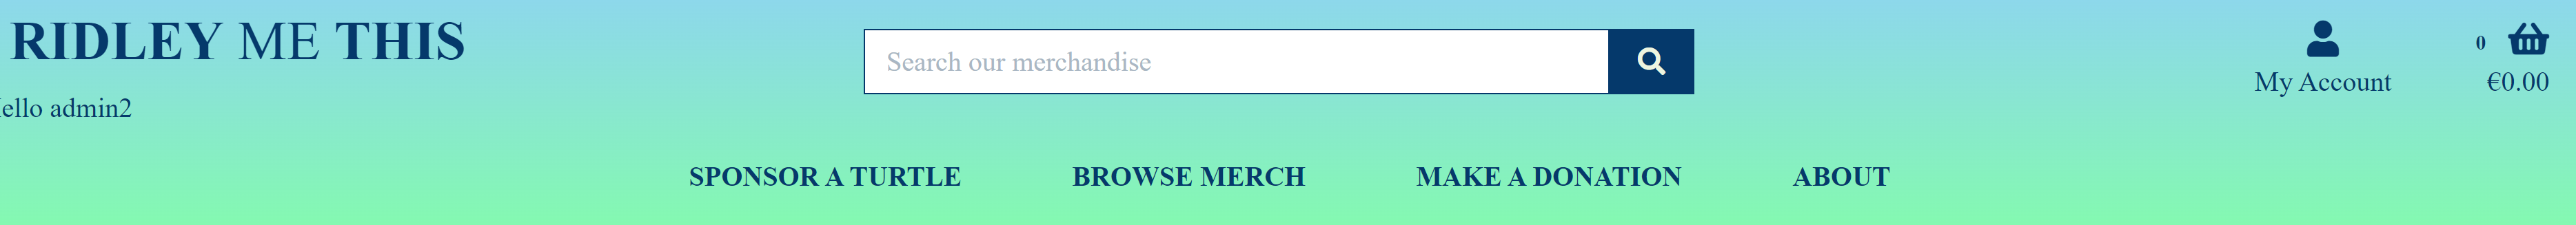 RIDLEY ME THIS
Search our merchandise
0
My Account
€0.00
ello admin2
SPONSOR A TURTLE
BROWSE MERCH
MAKE A DONATION
ABOUT